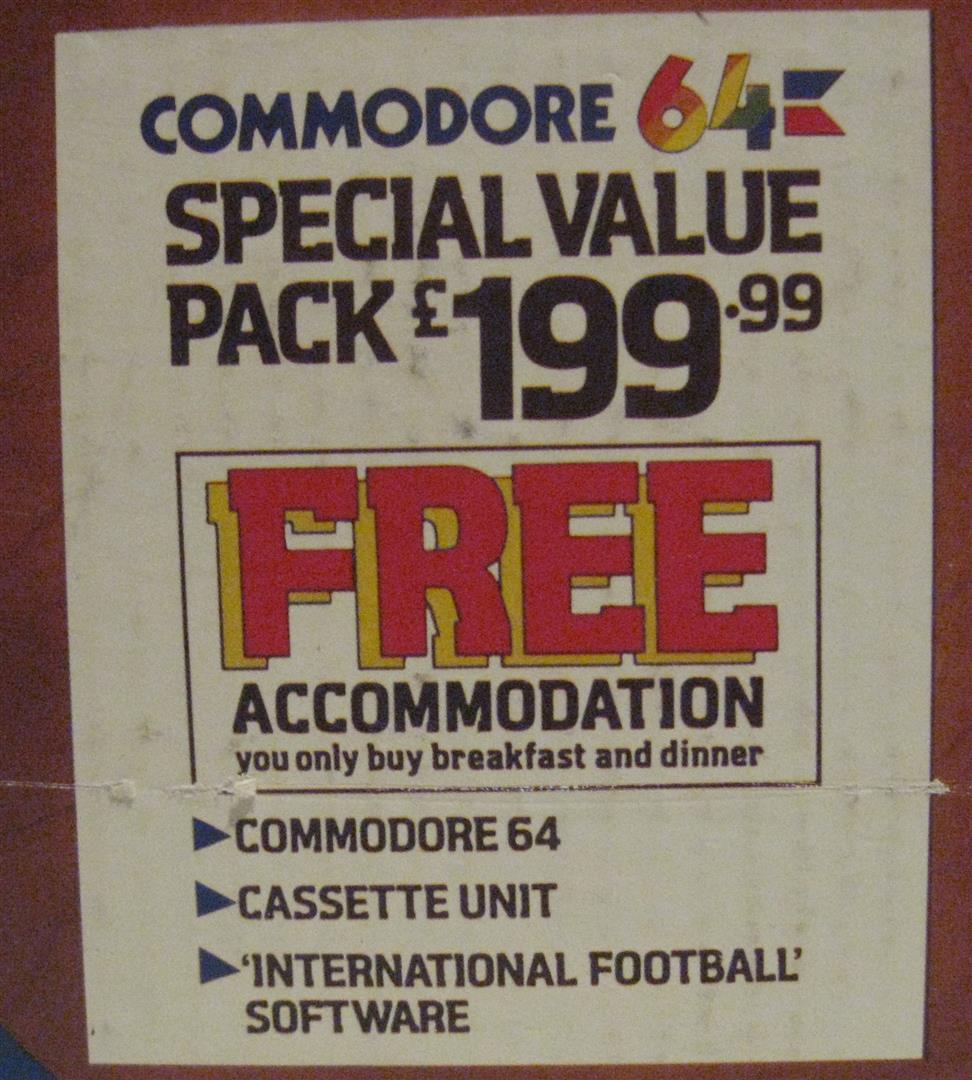 COMMODORE 64
SPECIAL VALUE
PACK £199.99
FREE
ACCOMMODATION
you only buy breakfast and dinner
COMMODORE 64
CASSETTE UNIT
‘INTERNATIONAL FOOTBALL’
SOFTWARE